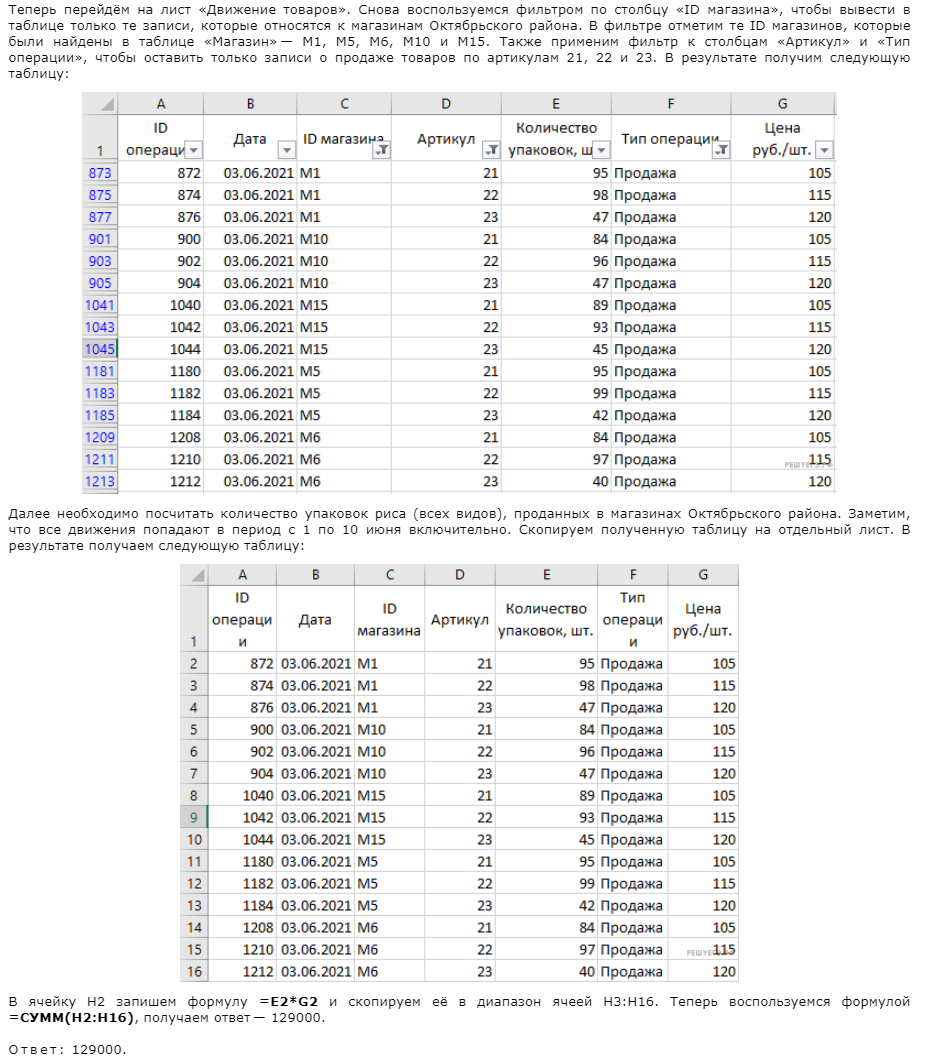 Теперь перейдём на лист «Движение товаров». Снова воспользуемся фильтром по столбцу «ID магазина», чтобы вывести в
таблице только те записи, которые относятся к магазинам Октябрьского района. В фильтре отметим те ID магазинов, которые
были найдены в таблице «Магазин» — M1, M5, M6, M10 и M15. Также применим фильтр к столбцам «Артикул» и «Тип
операции», чтобы оставить только записи о продаже товаров по артикулам 21, 22 и 23. В результате получим следующую
таблицу:
A B C D E F G
1 ID операци Дата ID магазина Артикул Количество упаковок, ш Тип операции Цена руб./шт.
873 872 03.06.2021 M1 21 95 Продажа 105
875 874 03.06.2021 M1 22 98 Продажа 115
877 876 03.06.2021 M1 23 47 Продажа 120
901 900 03.06.2021 M10 21 84 Продажа 105
903 902 03.06.2021 M10 22 96 Продажа 115
905 904 03.06.2021 M10 23 47 Продажа 120
1041 1040 03.06.2021 M15 21 89 Продажа 105
1043 1042 03.06.2021 M15 22 93 Продажа 115
1045 1044 03.06.2021 M15 23 45 Продажа 120
1181 1180 03.06.2021 M5 21 95 Продажа 105
1183 1182 03.06.2021 M5 22 99 Продажа 115
1185 1184 03.06.2021 M5 23 42 Продажа 120
1209 1208 03.06.2021 M6 21 84 Продажа 105
1211 1210 03.06.2021 M6 22 97 Продажа 115
1213 1212 03.06.2021 M6 23 40 Продажа 120
Далее необходимо посчитать количество упаковок риса (всех видов), проданных в магазинах Октябрьского района. Заметим,
что все движения попадают в период с 1 по 10 июня включительно. Скопируем полученную таблицу на отдельный лист. В
результате получаем следующую таблицу:
A B C D E F G
1 ID операци и Дата ID магазина Артикул Количество упаковок, шт. Тип операци и Цена руб./шт.
2 872 03.06.2021 M1 21 95 Продажа 105
3 874 03.06.2021 M1 22 98 Продажа 115
4 876 03.06.2021 M1 23 47 Продажа 120
5 900 03.06.2021 M10 21 84 Продажа 105
6 902 03.06.2021 M10 22 96 Продажа 115
7 904 03.06.2021 M10 23 47 Продажа 120
8 1040 03.06.2021 M15 21 89 Продажа 105
9 1042 03.06.2021 M15 22 93 Продажа 115
10 1044 03.06.2021 M15 23 45 Продажа 120
11 1180 03.06.2021 M5 21 95 Продажа 105
12 1182 03.06.2021 M5 22 99 Продажа 115
13 1184 03.06.2021 M5 23 42 Продажа 120
14 1208 03.06.2021 M6 21 84 Продажа 105
15 1210 03.06.2021 M6 22 97 Продажа 115
16 1212 03.06.2021 M6 23 40 Продажа 120
В ячейку H2 запишем формулу =E2*G2 и скопируем её в диапазон ячеей H3:H16. Теперь воспользуемся формулой
=СУММ(H2:H16), получаем ответ — 129000.
Ответ: 129000.